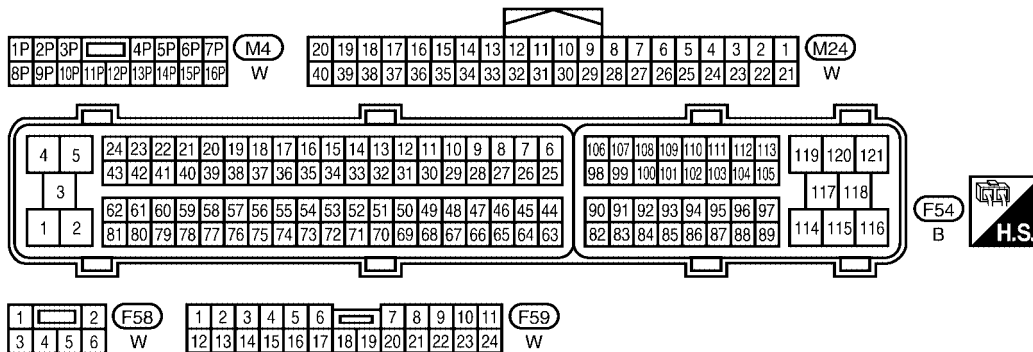 1P 2P 3P 4P 5P 6P 7P M4
8P 9P 10P 11P 12P 13P 14P 15P 16P W
20 19 18 17 16 15 14 13 12 11 10 9 8 7 6 5 4 3 2 1 M24
40 39 38 37 36 35 34 33 32 31 30 29 28 27 26 25 24 23 22 21 W
4 5
3
1 2
24 23 22 21 20 19 18 17 16 15 14 13 12 11 10 9 8 7 6
43 42 41 40 39 38 37 36 35 34 33 32 31 30 29 28 27 26 25
62 61 60 59 58 57 56 55 54 53 52 51 50 49 48 47 46 45 44
81 80 79 78 77 76 75 74 73 72 71 70 69 68 67 66 65 64 63
106 107 108 109 110 111 112 113
98 99 100 101 102 103 104 105
90 91 92 93 94 95 96 97
82 83 84 85 86 87 88 89
119 120 121
117 118
114 115 116
F54
B
H.S.
1 2 F58
3 4 5 6 W
1 2 3 4 5 6 7 8 9 10 11 F59
12 13 14 15 16 17 18 19 20 21 22 23 24 W